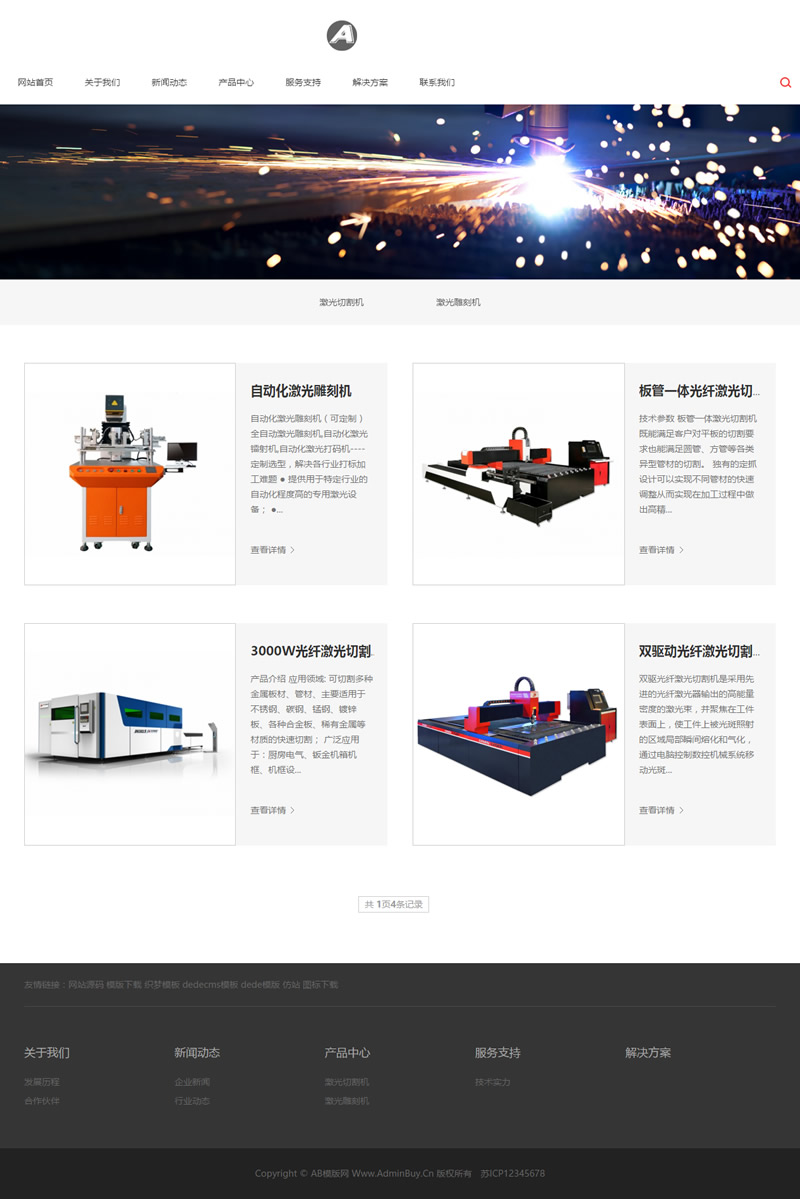 网站首页 关于我们 新闻动态 产品中心 服务支持 解决方案 联系我们
激光切割机 激光雕刻机
自动化激光雕刻机
自动化激光雕刻机（可定制）
全自动激光雕刻机,自动化激光
镭射机,自动化激光打码机----
定制选型，解决各行业打标加
工难题 ● 提供用于特定行业的
自动化程度高的专用激光设
备； ●...
查看详情
板管一体光纤激光切...
技术参数 板管一体激光切割机
既能满足客户对平板的切割要
求也能满足圆管、方管等各类
异型管材的切割。 独有的定抓
设计可以实现不同管材的快速
调整从而实现在加工过程中做
出高精...
查看详情
3000W光纤激光切割
产品介绍 应用领域: 可切割多种
金属板材、管材、主要适用于
不锈钢、碳钢、锰钢、镀锌
板、各种合金板、稀有金属等
材质的快速切割； 广泛应用
于：厨房电气、钣金机箱机
框、机框设...
查看详情
双驱动光纤激光切割...
双驱光纤激光切割机是采用先
进的光纤激光器输出的高能量
密度的激光束，并聚焦在工件
表面上，使工件上被光斑照射
的区域局部瞬间熔化和气化，
通过电脑控制数控机械系统移
动光斑...
查看详情
共 1页4条记录
友情链接：网站源码 模版下载 织梦模板 dedecms模板 dede模版 仿站 图标下载
关于我们 新闻动态 产品中心 服务支持 解决方案
发展历程 企业新闻 激光切割机 技术实力
合作伙伴 行业动态 激光雕刻机
Copyright © AB模版网 Www.AdminBuy.Cn 版权所有 苏ICP12345678